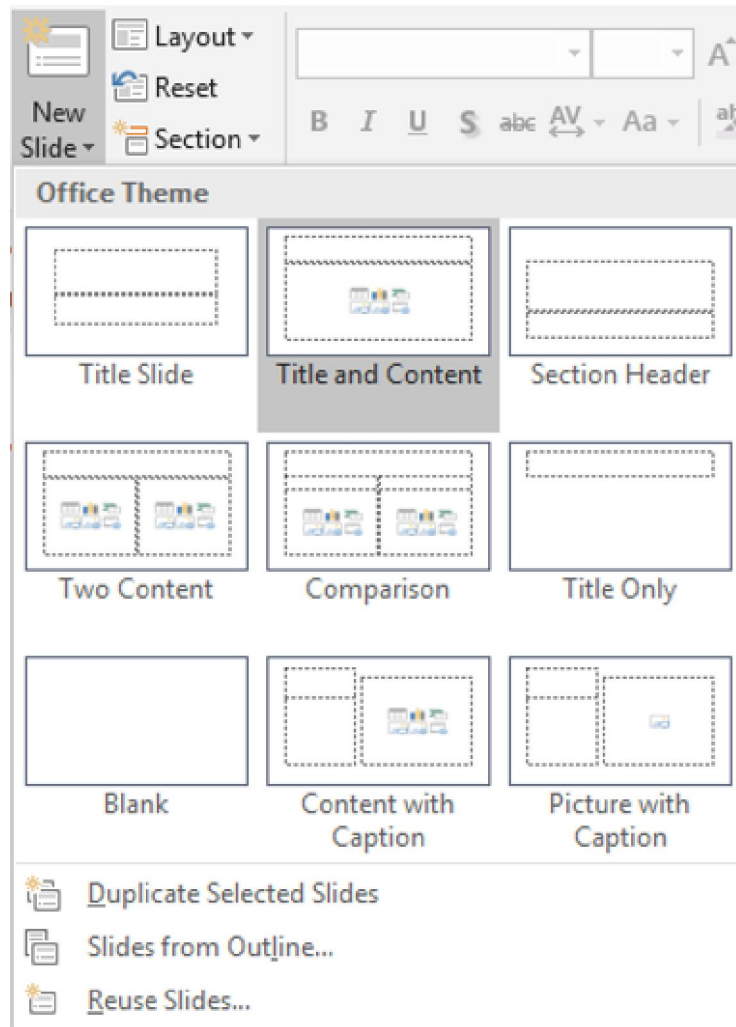 New
Slide
Layout
Reset
Section
A
B I U S abc AV Aa
Office Theme
Title Slide
Title and Content
Section Header
Two Content
Comparison
Title Only
Blank
Content with
Caption
Picture with
Caption
Duplicate Selected Slides
Slides from Outline...
Reuse Slides...